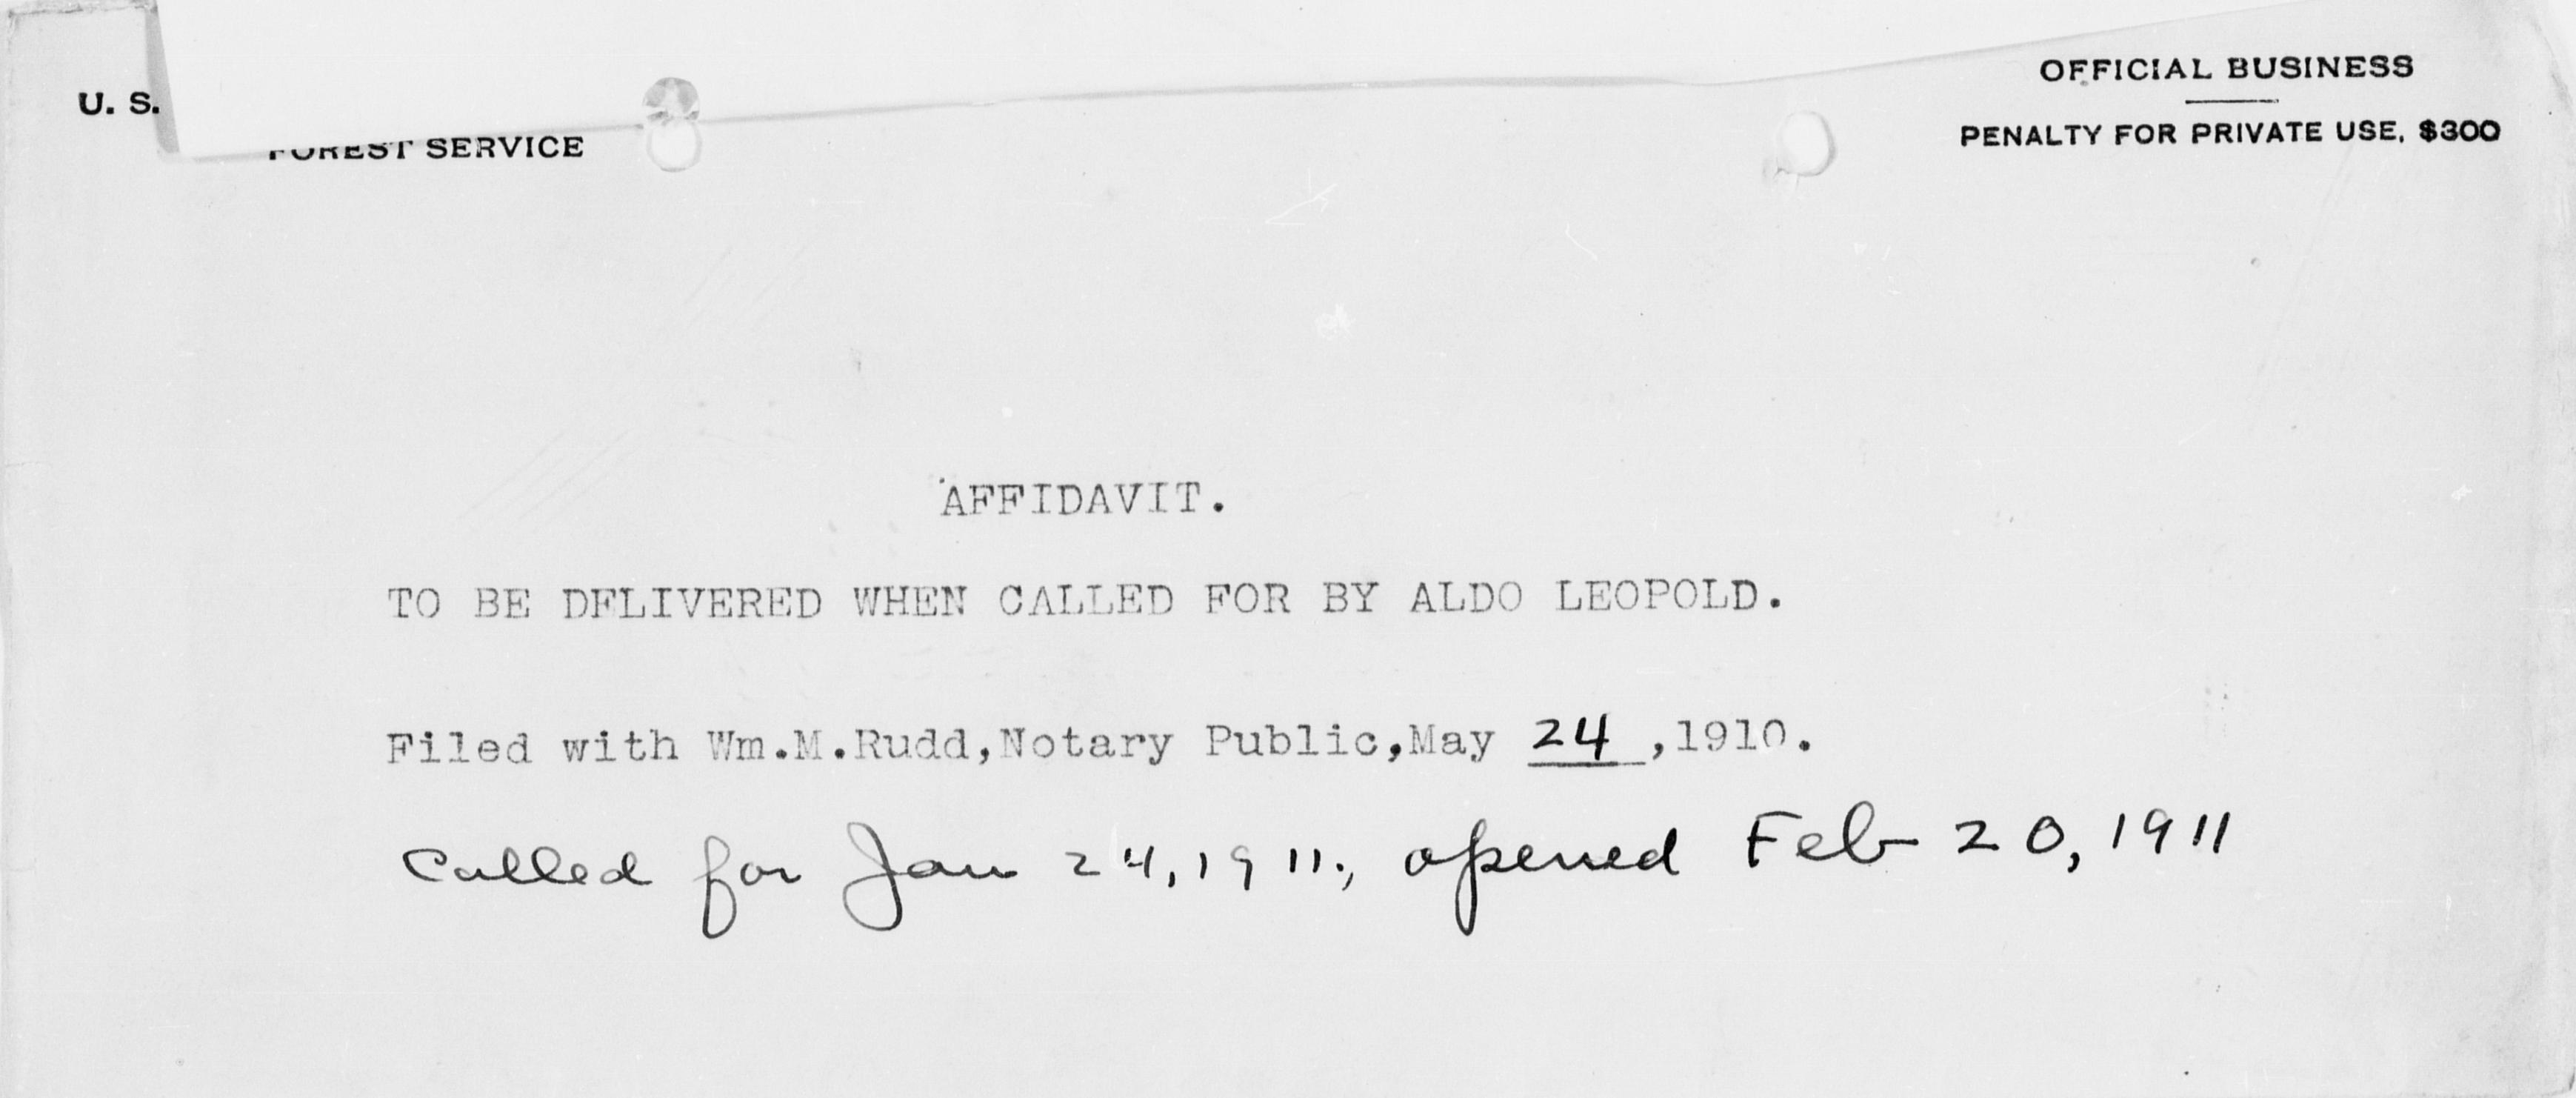 U. S.
FOREST SERVICE
OFFICIAL BUSINESS
PENALTY FOR PRIVATE USE, $300
AFFIDAVIT.
TO BE DELIVERED WHEN CALLED FOR BY ALDO LEOPOLD.
Filed with Wm.M.Rudd,Notary Public,May 24 ,1910.
Called for Jan 24, 1911., opened Feb 20, 1911